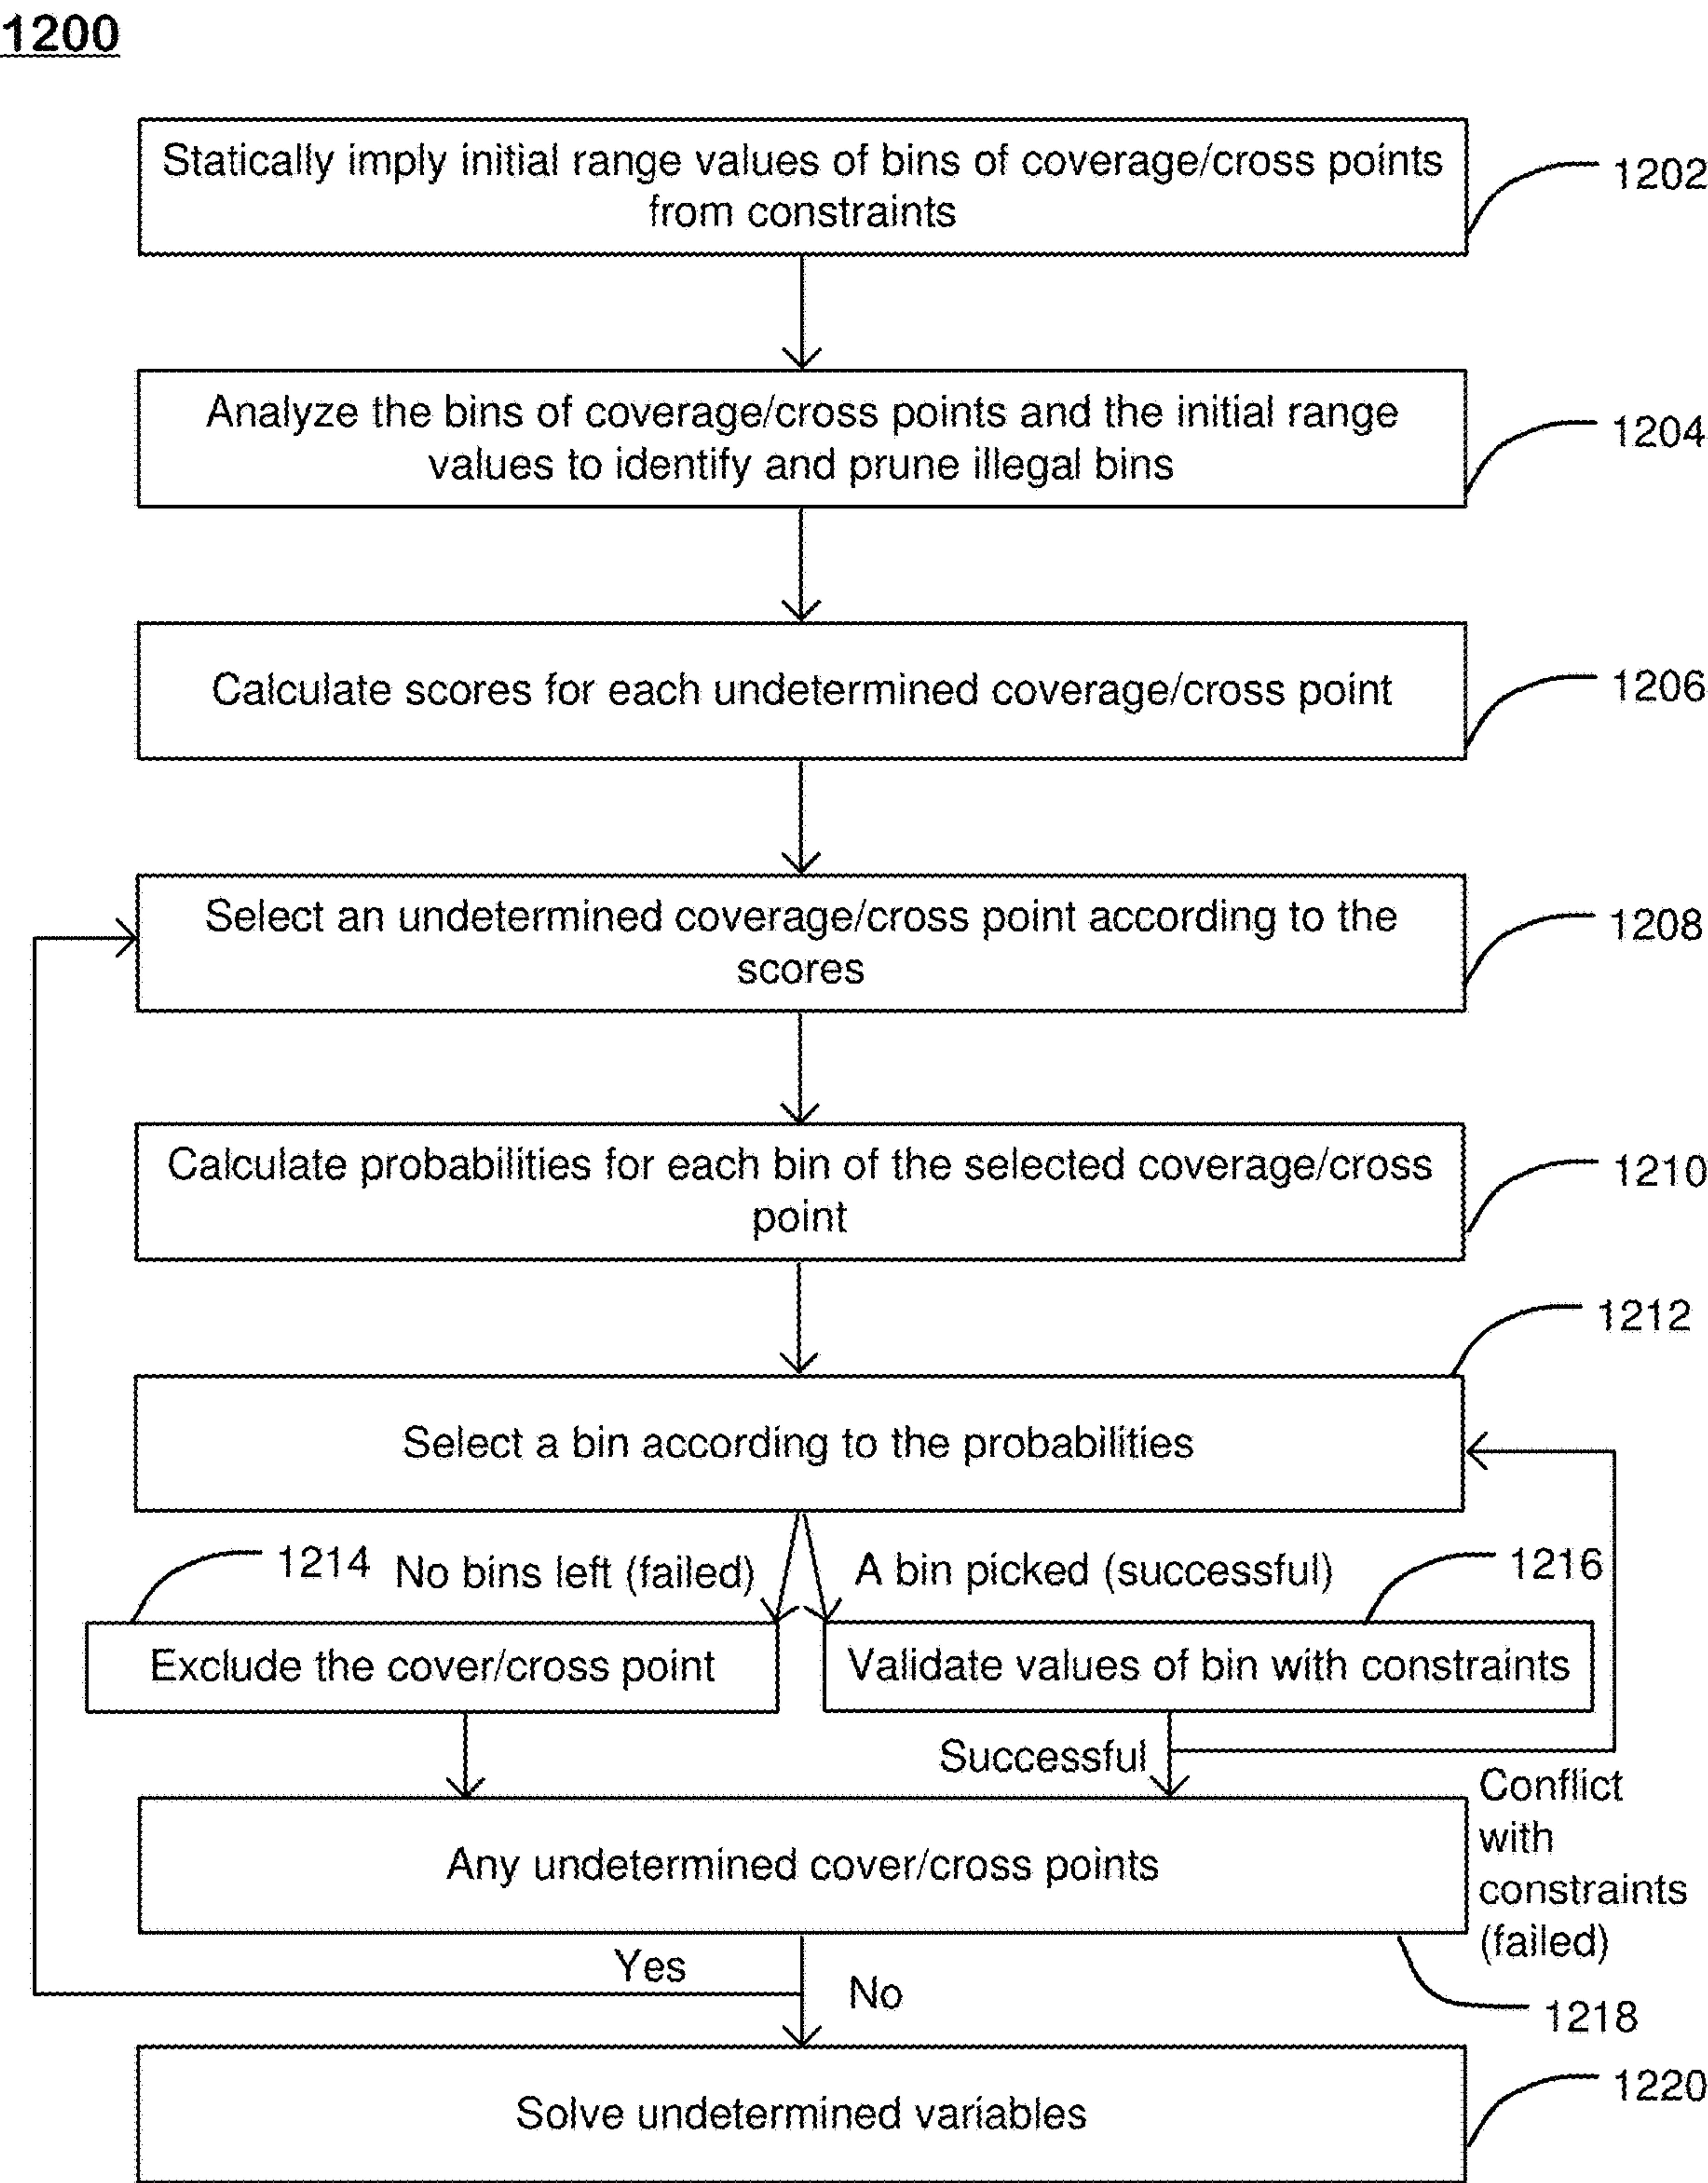 1200
Statically imply initial range values of bins of coverage/cross points
from constraints
1202
Analyze the bins of coverage/cross points and the initial range
values to identify and prune illegal bins
1204
Calculate scores for each undetermined coverage/cross point
1206
Select an undetermined coverage/cross point according to the
scores
1208
Calculate probabilities for each bin of the selected coverage/cross
point
1210
1212
Select a bin according to the probabilities
1214
No bins left (failed)
A bin picked (successful)
1216
Exclude the cover/cross point
Validate values of bin with constraints
Successful
Conflict
with
constraints
(failed)
Any undetermined cover/cross points
Yes
No
1218
Solve undetermined variables
1220